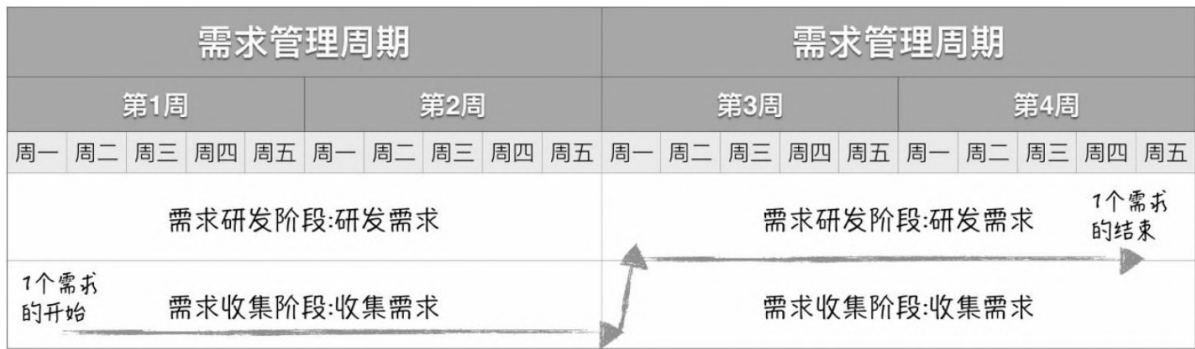 需求管理周期 需求管理周期
第1周 第2周 第3周 第4周
周一 周二 周三 周四 周五 周一 周二 周三 周四 周五 周一 周二 周三 周四 周五 周一 周二 周三 周四 周五
需求研发阶段:研发需求 需求研发阶段:研发需求
1个需求
的结束
1个需求
的开始
需求收集阶段:收集需求 需求收集阶段:收集需求